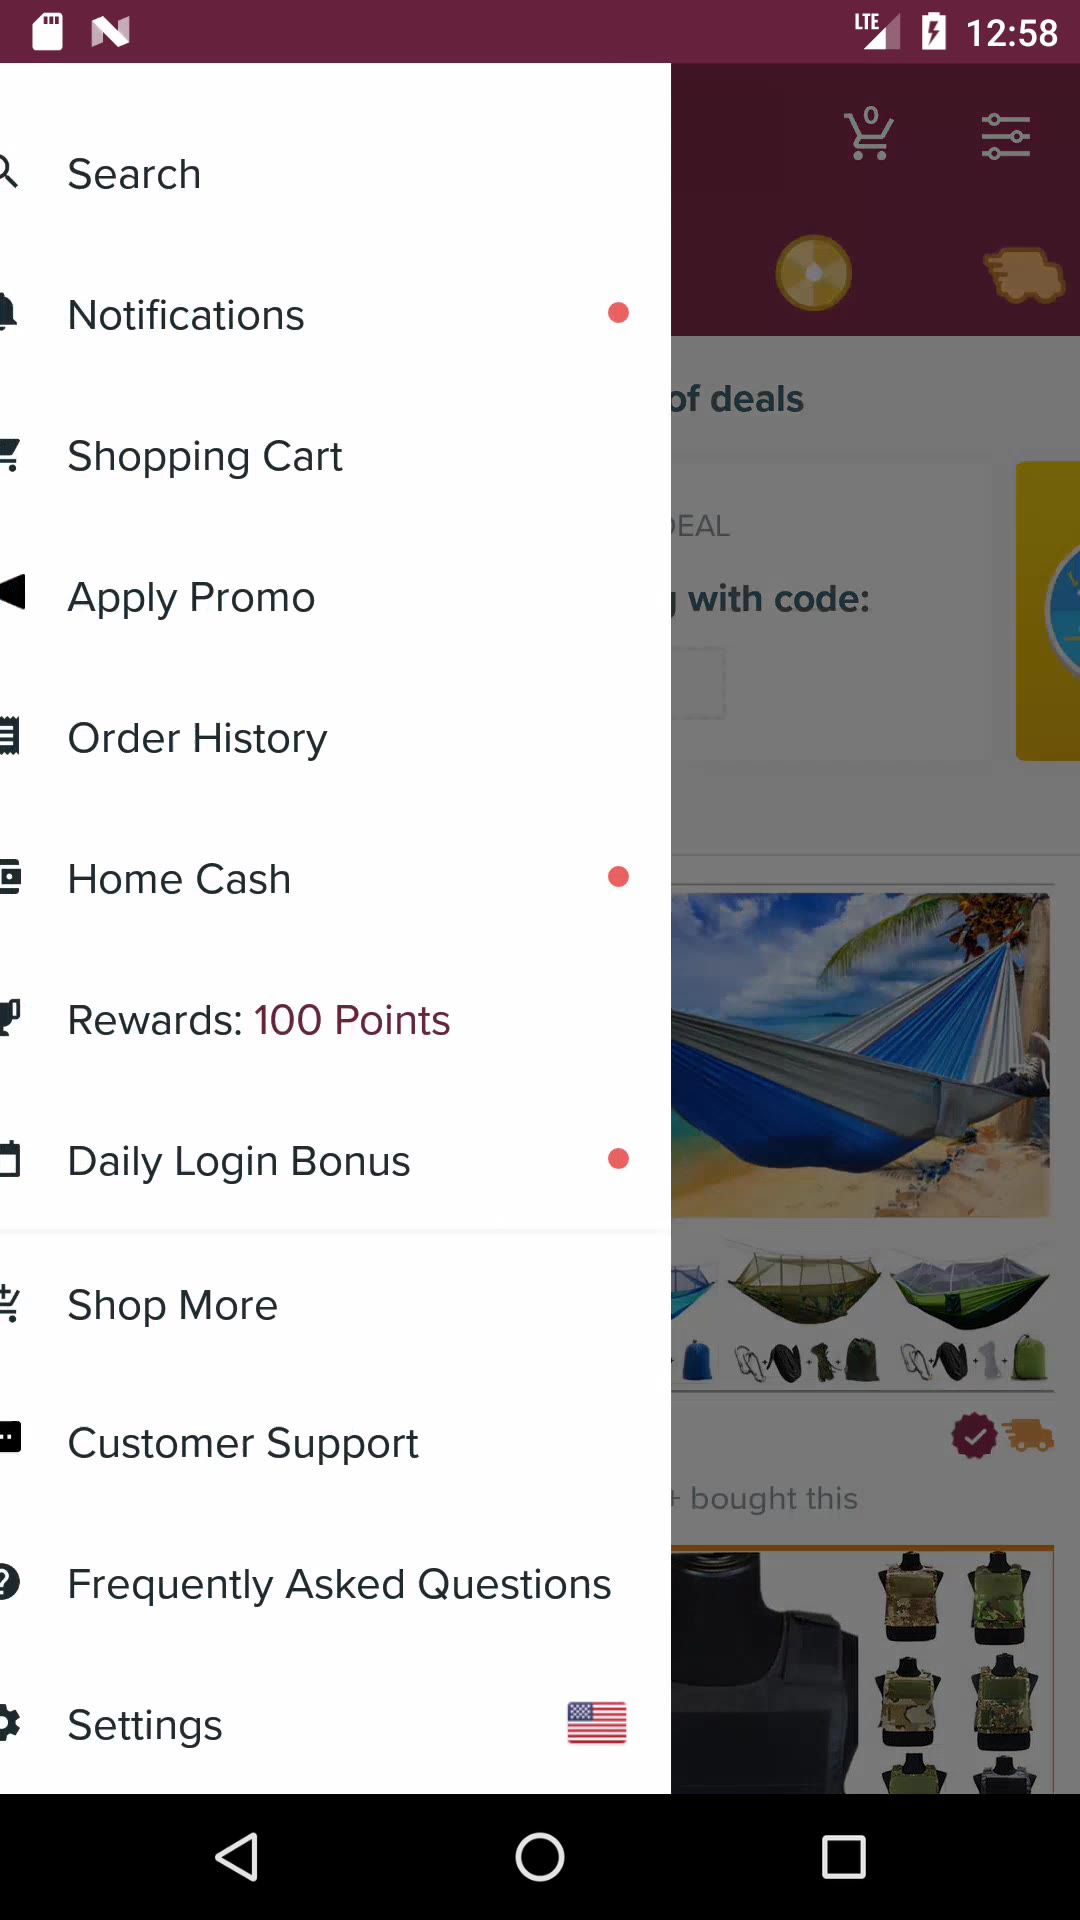 LTE 12:58
0
Search
Notifications
of deals
Shopping Cart
DEAL
Apply Promo
with code:
Order History
Home Cash
Rewards: 100 Points
Daily Login Bonus
Shop More
Customer Support
+ bought this
Frequently Asked Questions
Settings